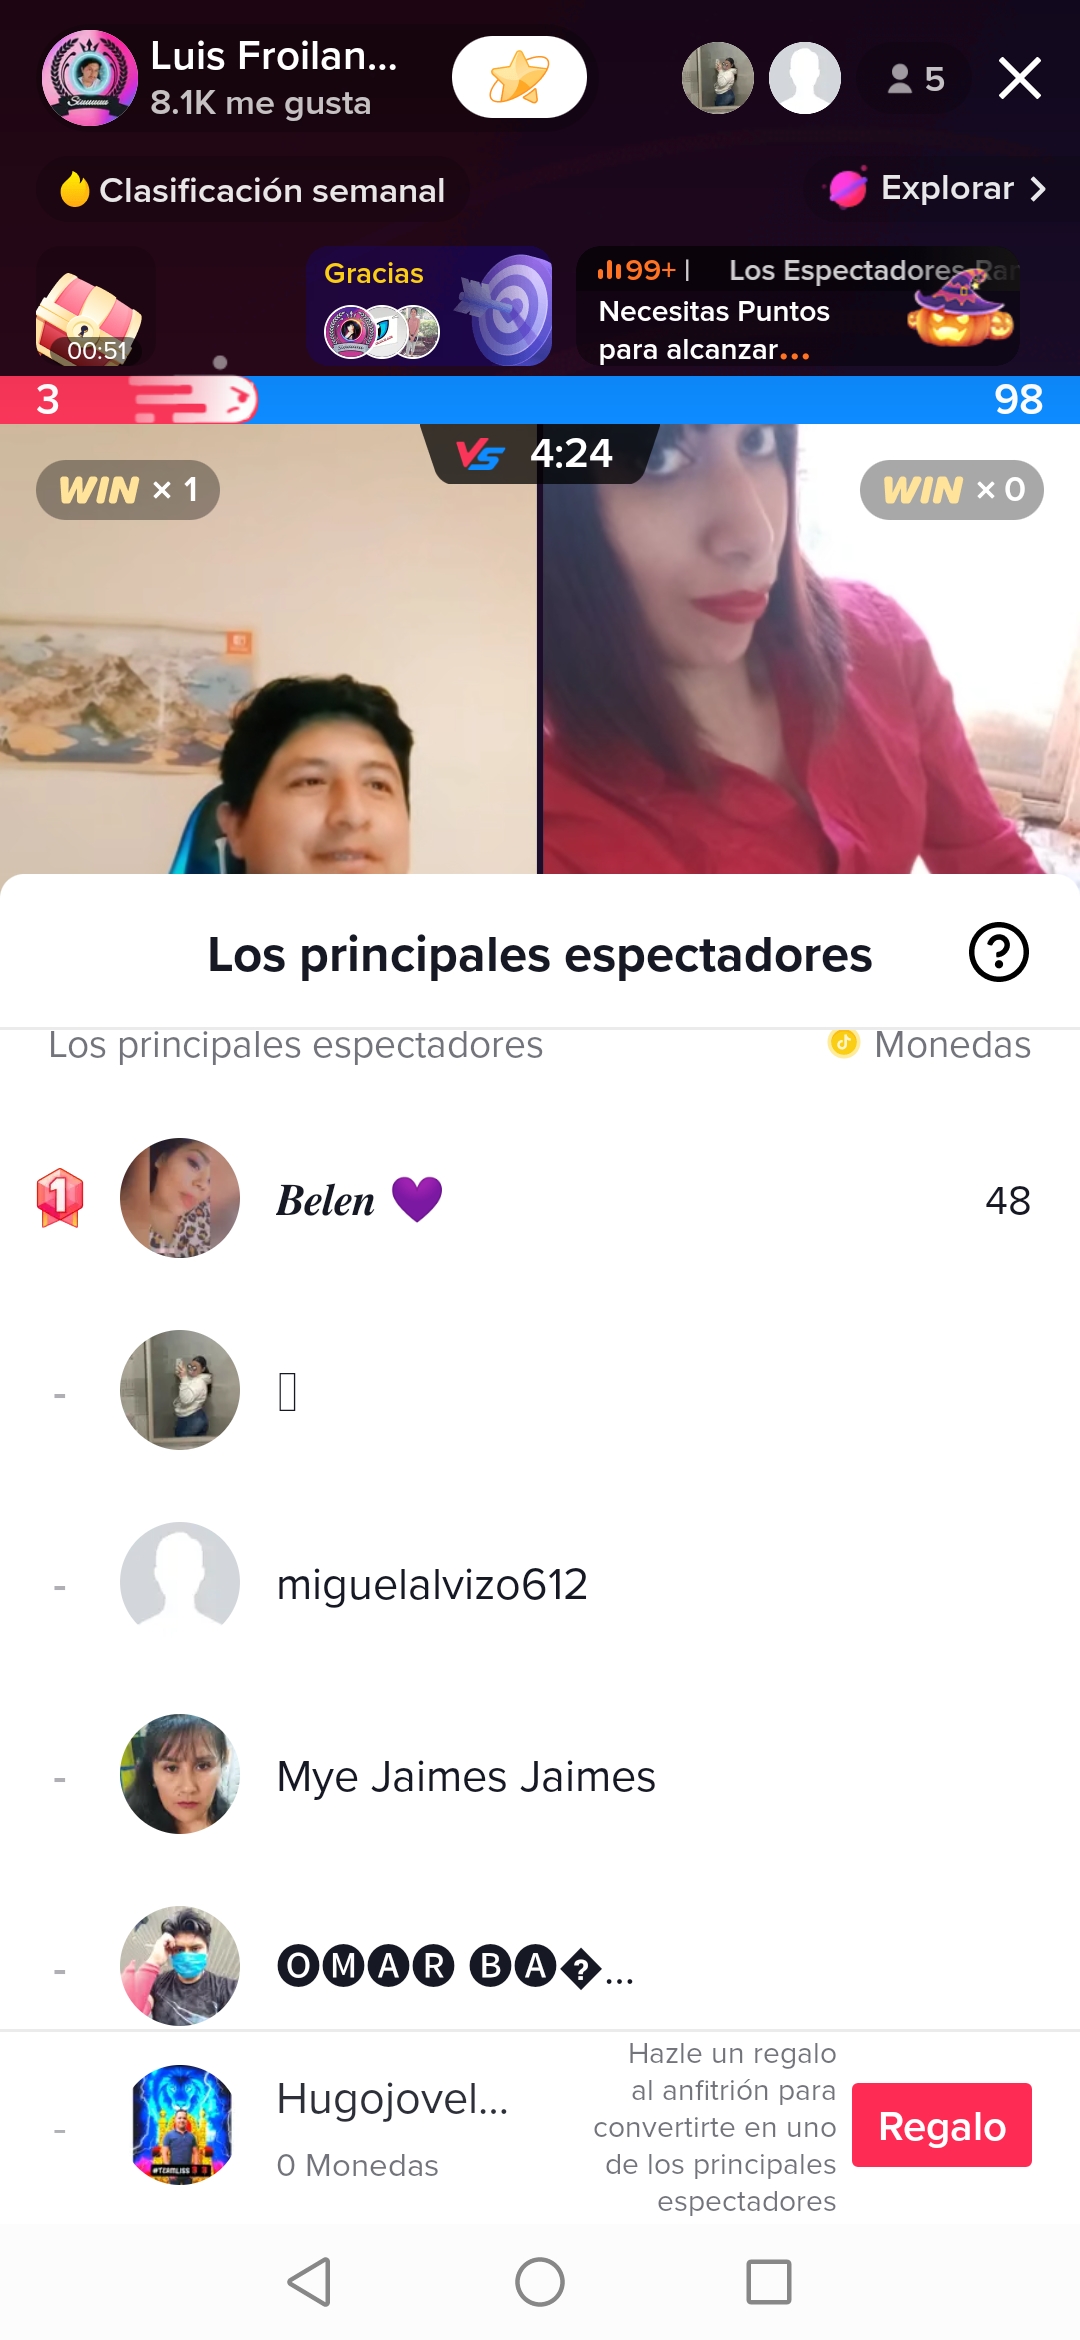 Luis Froilan...
8.1K me gusta
5
Clasificación semanal
Explorar
00:51
Gracias
99+ | Los Espectadores
Necesitas Puntos
para alcanzar...
3
98
VS 4:24
WIN × 1
WIN × 0
Los principales espectadores
Los principales espectadores
Monedas
1
Belen 💜
48
-
-
miguelalvizo612
-
Mye Jaimes Jaimes
-
🅞🅜🅐🅡 🅑🅐�...
-
Hugojovel...
0 Monedas
#TEAMLISS
Hazle un regalo
al anfitrión para
convertirte en uno
de los principales
espectadores
Regalo